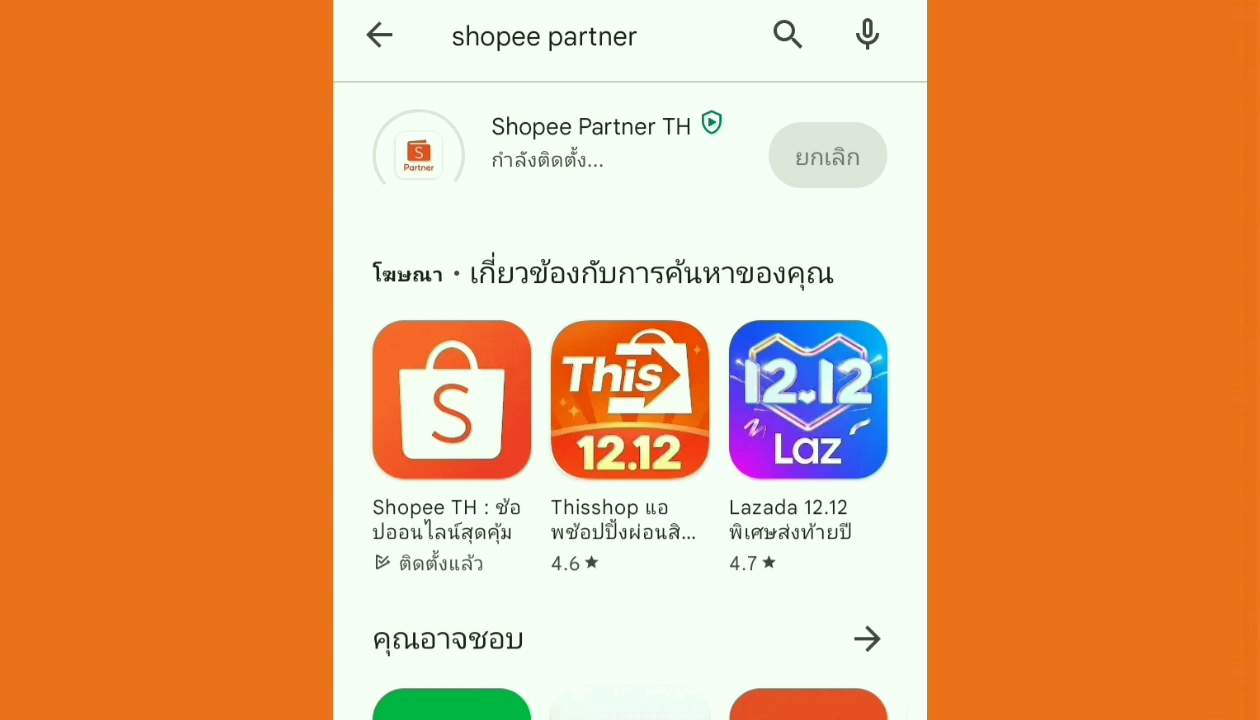 shopee partner
Shopee Partner TH
Partner
กำลังติดตั้ง...
ยกเลิก
โฆษณา • เกี่ยวข้องกับการค้นหาของคุณ
S
This
12.12
12.12
Laz
Shopee TH : ช้อ
ปออนไลน์สุดคุ้ม
ติดตั้งแล้ว
Thisshop แอ
พช้อปปิ้งผ่อนสิ...
4.6 ★
Lazada 12.12
พิเศษส่งท้ายปี
4.7 ★
คุณอาจชอบ